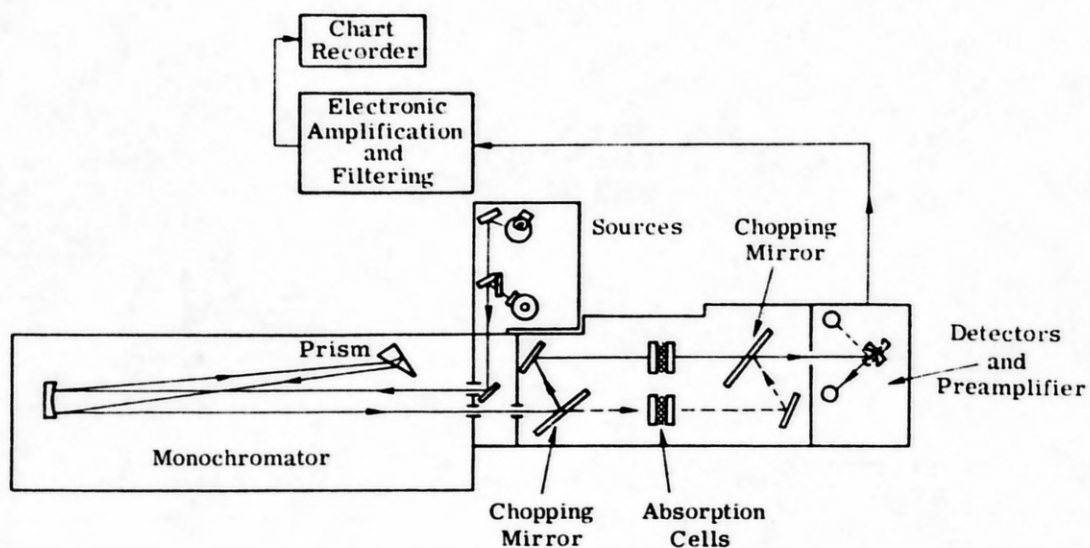 Chart
Recorder
Electronic
Amplification
and
Filtering
Sources
Chopping
Mirror
Prism
Detectors
and
Preamplifier
Monochromator
Chopping
Mirror
Absorption
Cells